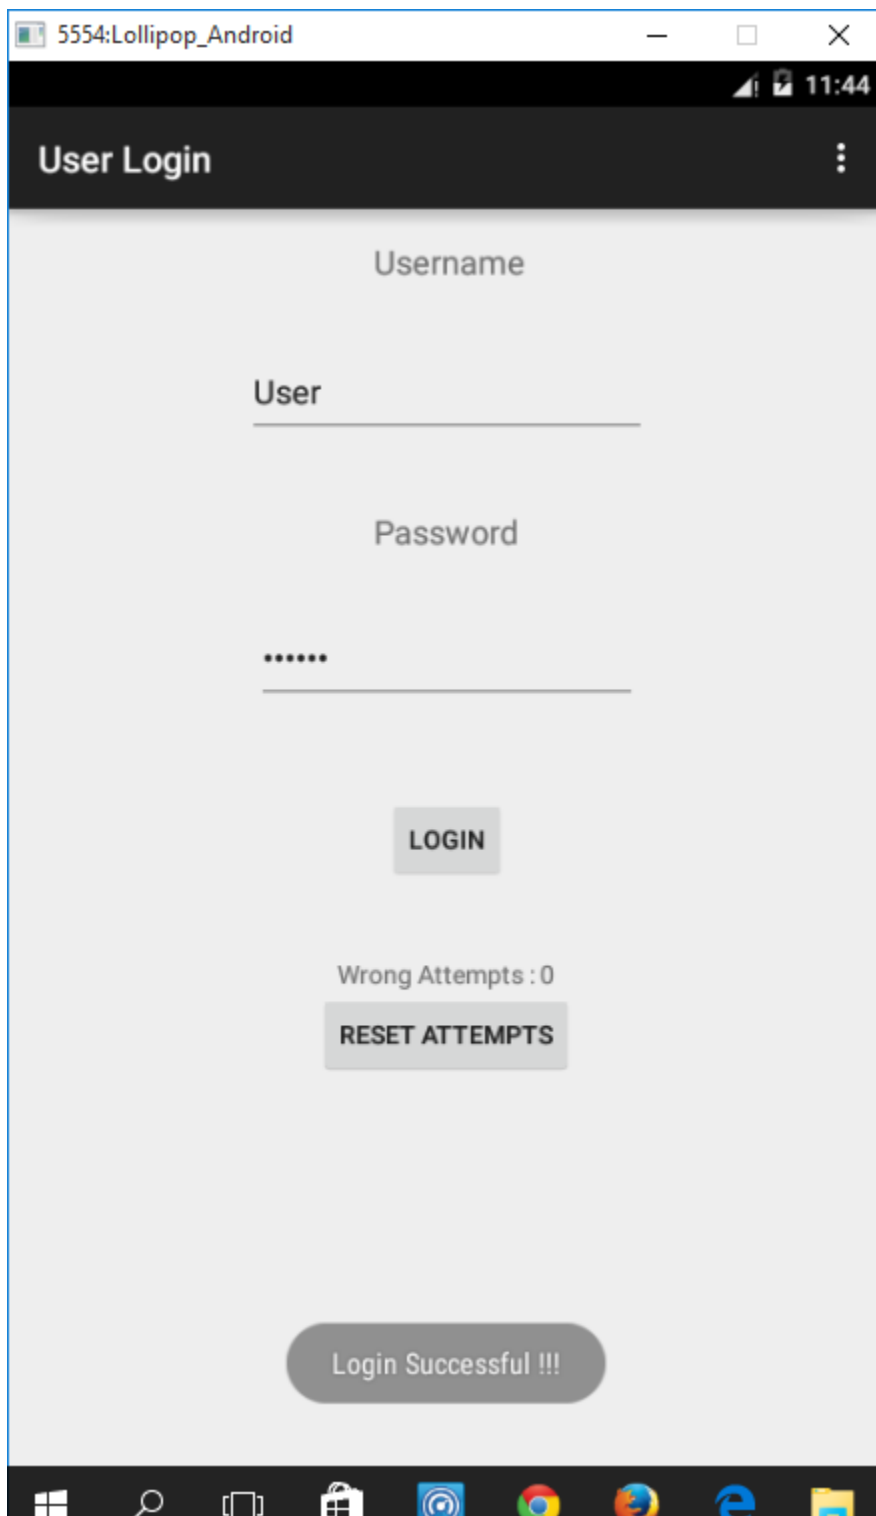 5554:Lollipop_Android
11:44
User Login
Username
User
Password
••••••
LOGIN
Wrong Attempts : 0
RESET ATTEMPTS
Login Successful !!!